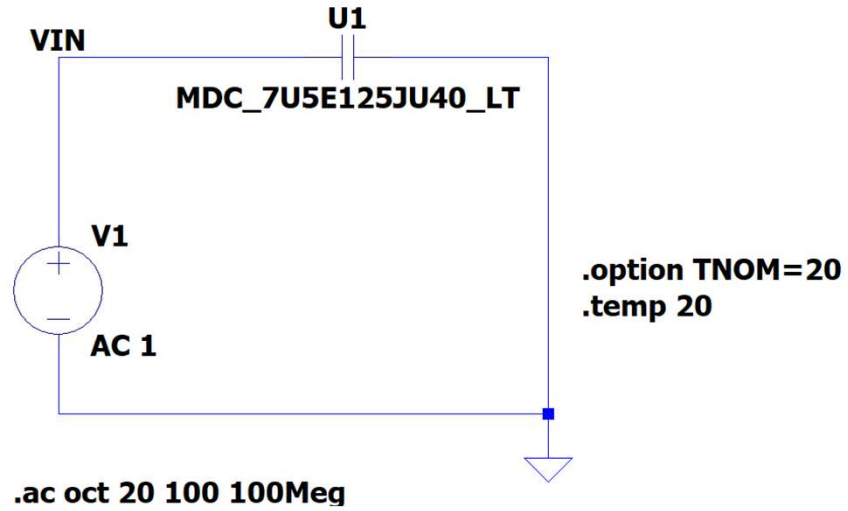 U1
VIN
MDC_7U5E125JU40_LT
V1
.option TNOM=20
.temp 20
AC 1
.ac oct 20 100 100Meg